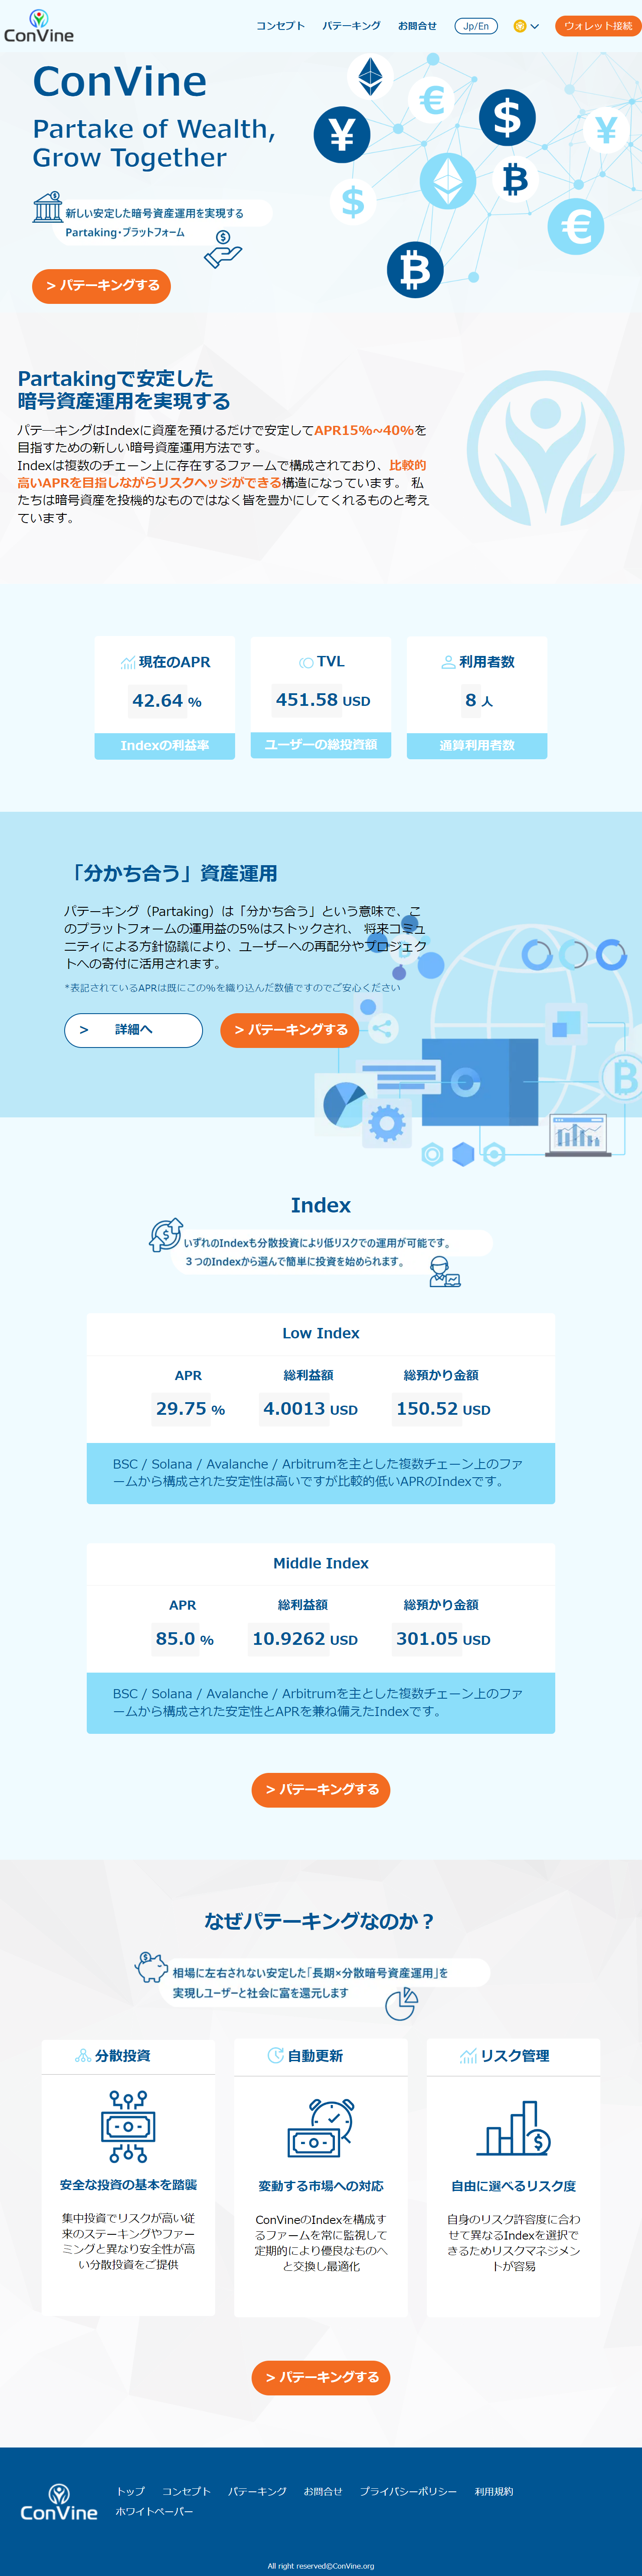 ConVine
コンセプト パテーキング お問合せ Jp/En ウォレット接続
ConVine
Partake of Wealth,
Grow Together
新しい安定した暗号資産運用を実現する
Partaking・プラットフォーム
> パテーキングする
Partakingで安定した
暗号資産運用を実現する
パテーキングはIndexに資産を預けるだけで安定してAPR15%~40%を
目指すための新しい暗号資産運用方法です。
Indexは複数のチェーン上に存在するファームで構成されており、比較的
高いAPRを目指しながらリスクヘッジができる構造になっています。 私
たちは暗号資産を投機的なものではなく皆を豊かにしてくれるものと考え
ています。
現在のAPR
42.64 %
Indexの利益率
TVL
451.58 USD
ユーザーの総投資額
利用者数
8 人
通算利用者数
「分かち合う」資産運用
パテーキング（Partaking）は「分かち合う」という意味で、こ
のプラットフォームの運用益の5%はストックされ、 将来コミュ
ニティによる方針協議により、ユーザーへの再配分やプロジェク
トへの寄付に活用されます。
*表記されているAPRは既にこの%を織り込んだ数値ですのでご安心ください
> 詳細へ
> パテーキングする
Index
いずれのIndexも分散投資により低リスクでの運用が可能です。
３つのIndexから選んで簡単に投資を始められます。
Low Index
APR 総利益額 総預かり金額
29.75 % 4.0013 USD 150.52 USD
BSC / Solana / Avalanche / Arbitrumを主とした複数チェーン上のファ
ームから構成された安定性は高いですが比較的低いAPRのIndexです。
Middle Index
APR 総利益額 総預かり金額
85.0 % 10.9262 USD 301.05 USD
BSC / Solana / Avalanche / Arbitrumを主とした複数チェーン上のファ
ームから構成された安定性とAPRを兼ね備えたIndexです。
> パテーキングする
なぜパテーキングなのか？
相場に左右されない安定した「長期×分散暗号資産運用」を
実現しユーザーと社会に富を還元します
分散投資
安全な投資の基本を踏襲
集中投資でリスクが高い従
来のステーキングやファー
ミングと異なり安全性が高
い分散投資をご提供
自動更新
変動する市場への対応
ConVineのIndexを構成す
るファームを常に監視して
定期的により優良なものへ
と交換し最適化
リスク管理
自由に選べるリスク度
自身のリスク許容度に合わ
せて異なるIndexを選択で
きるためリスクマネジメン
トが容易
> パテーキングする
ConVine
トップ コンセプト パテーキング お問合せ プライバシーポリシー 利用規約
ホワイトペーパー
All right reserved©ConVine.org